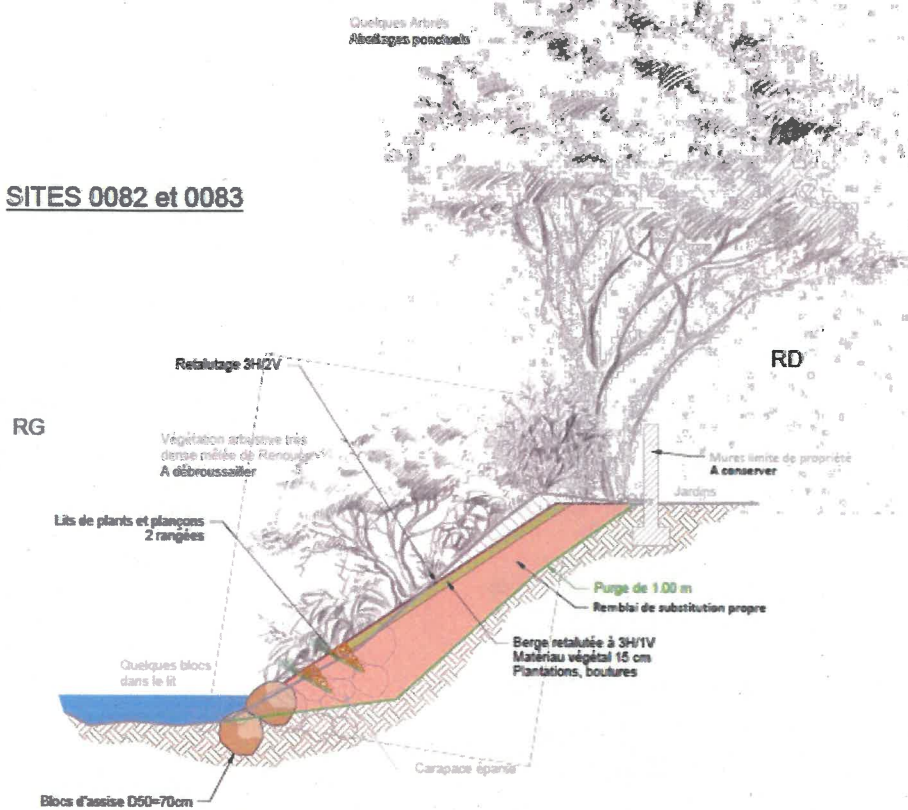 Quelques Arbres
Abattages ponctuels
SITES 0082 et 0083
Retalutage 3H/2V
RD
RG
Végétation arbustive très
dense mêlée de Renouée
A débroussailler
Muret limite de propriété
A conserver
Jardins
Lits de plants et plançons
2 rangées
Purge de 1.00 m
Remblai de substitution propre
Berge retalutée à 3H/1V
Matériau végétal 15 cm
Plantations, boutures
Quelques blocs
dans le lit
Carapace éparse
Blocs d'assise D50=70cm